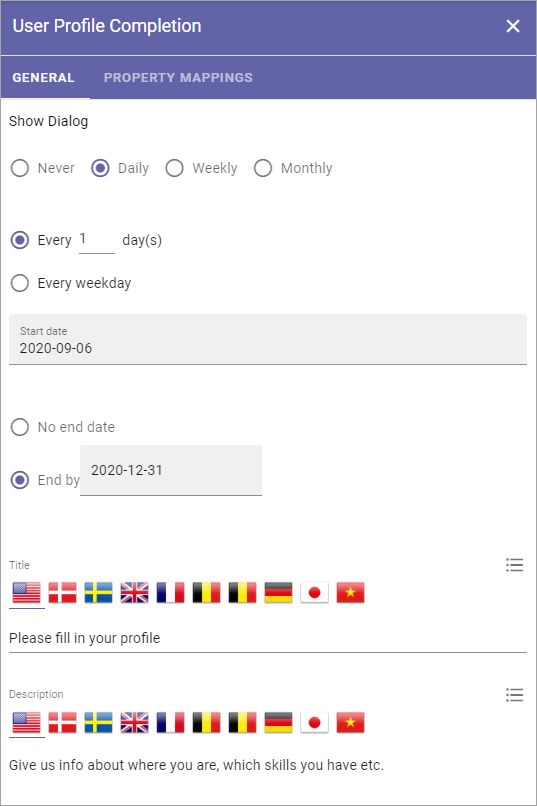 User Profile Completion
GENERAL PROPERTY MAPPINGS
Show Dialog
Never Daily Weekly Monthly
Every 1 day(s)
Every weekday
Start date
2020-09-06
No end date
End by 2020-12-31
Title
Please fill in your profile
Description
Give us info about where you are, which skills you have etc.